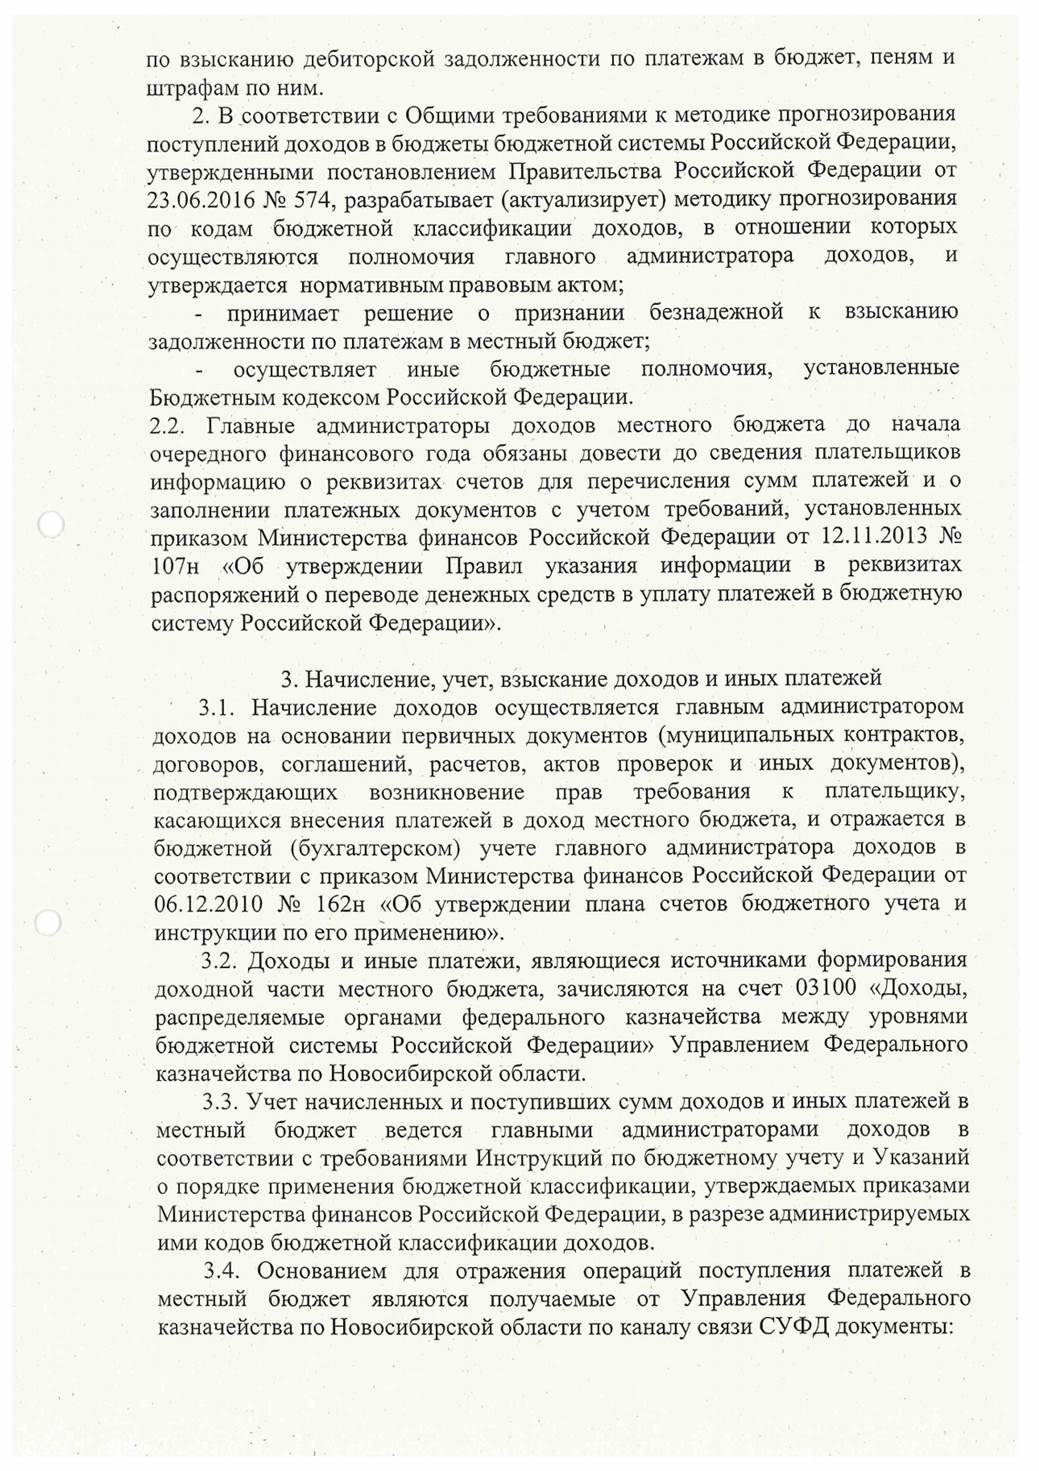 по взысканию дебиторской задолженности по платежам в бюджет, пеням и
штрафам по ним.
2. В соответствии с Общими требованиями к методике прогнозирования
поступлений доходов в бюджеты бюджетной системы Российской Федерации,
утвержденными постановлением Правительства Российской Федерации от
23.06.2016 № 574, разрабатывает (актуализирует) методику прогнозирования
по кодам бюджетной классификации доходов, в отношении которых
осуществляются полномочия главного администратора доходов, и
утверждается нормативным правовым актом;
- принимает решение о признании безнадежной к взысканию
задолженности по платежам в местный бюджет;
- осуществляет иные бюджетные полномочия, установленные
Бюджетным кодексом Российской Федерации.
2.2. Главные администраторы доходов местного бюджета до начала
очередного финансового года обязаны довести до сведения плательщиков
информацию о реквизитах счетов для перечисления сумм платежей и о
заполнении платежных документов с учетом требований, установленных
приказом Министерства финансов Российской Федерации от 12.11.2013 №
107н «Об утверждении Правил указания информации в реквизитах
распоряжений о переводе денежных средств в уплату платежей в бюджетную
систему Российской Федерации».
3. Начисление, учет, взыскание доходов и иных платежей
3.1. Начисление доходов осуществляется главным администратором
доходов на основании первичных документов (муниципальных контрактов,
договоров, соглашений, расчетов, актов проверок и иных документов),
подтверждающих возникновение прав требования к плательщику,
касающихся внесения платежей в доход местного бюджета, и отражается в
бюджетной (бухгалтерском) учете главного администратора доходов в
соответствии с приказом Министерства финансов Российской Федерации от
06.12.2010 № 162н «Об утверждении плана счетов бюджетного учета и
инструкции по его применению».
3.2. Доходы и иные платежи, являющиеся источниками формирования
доходной части местного бюджета, зачисляются на счет 03100 «Доходы,
распределяемые органами федерального казначейства между уровнями
бюджетной системы Российской Федерации» Управлением Федерального
казначейства по Новосибирской области.
3.3. Учет начисленных и поступивших сумм доходов и иных платежей в
местный бюджет ведется главными администраторами доходов в
соответствии с требованиями Инструкций по бюджетному учету и Указаний
о порядке применения бюджетной классификации, утверждаемых приказами
Министерства финансов Российской Федерации, в разрезе администрируемых
ими кодов бюджетной классификации доходов.
3.4. Основанием для отражения операций поступления платежей в
местный бюджет являются получаемые от Управления Федерального
казначейства по Новосибирской области по каналу связи СУФД документы: